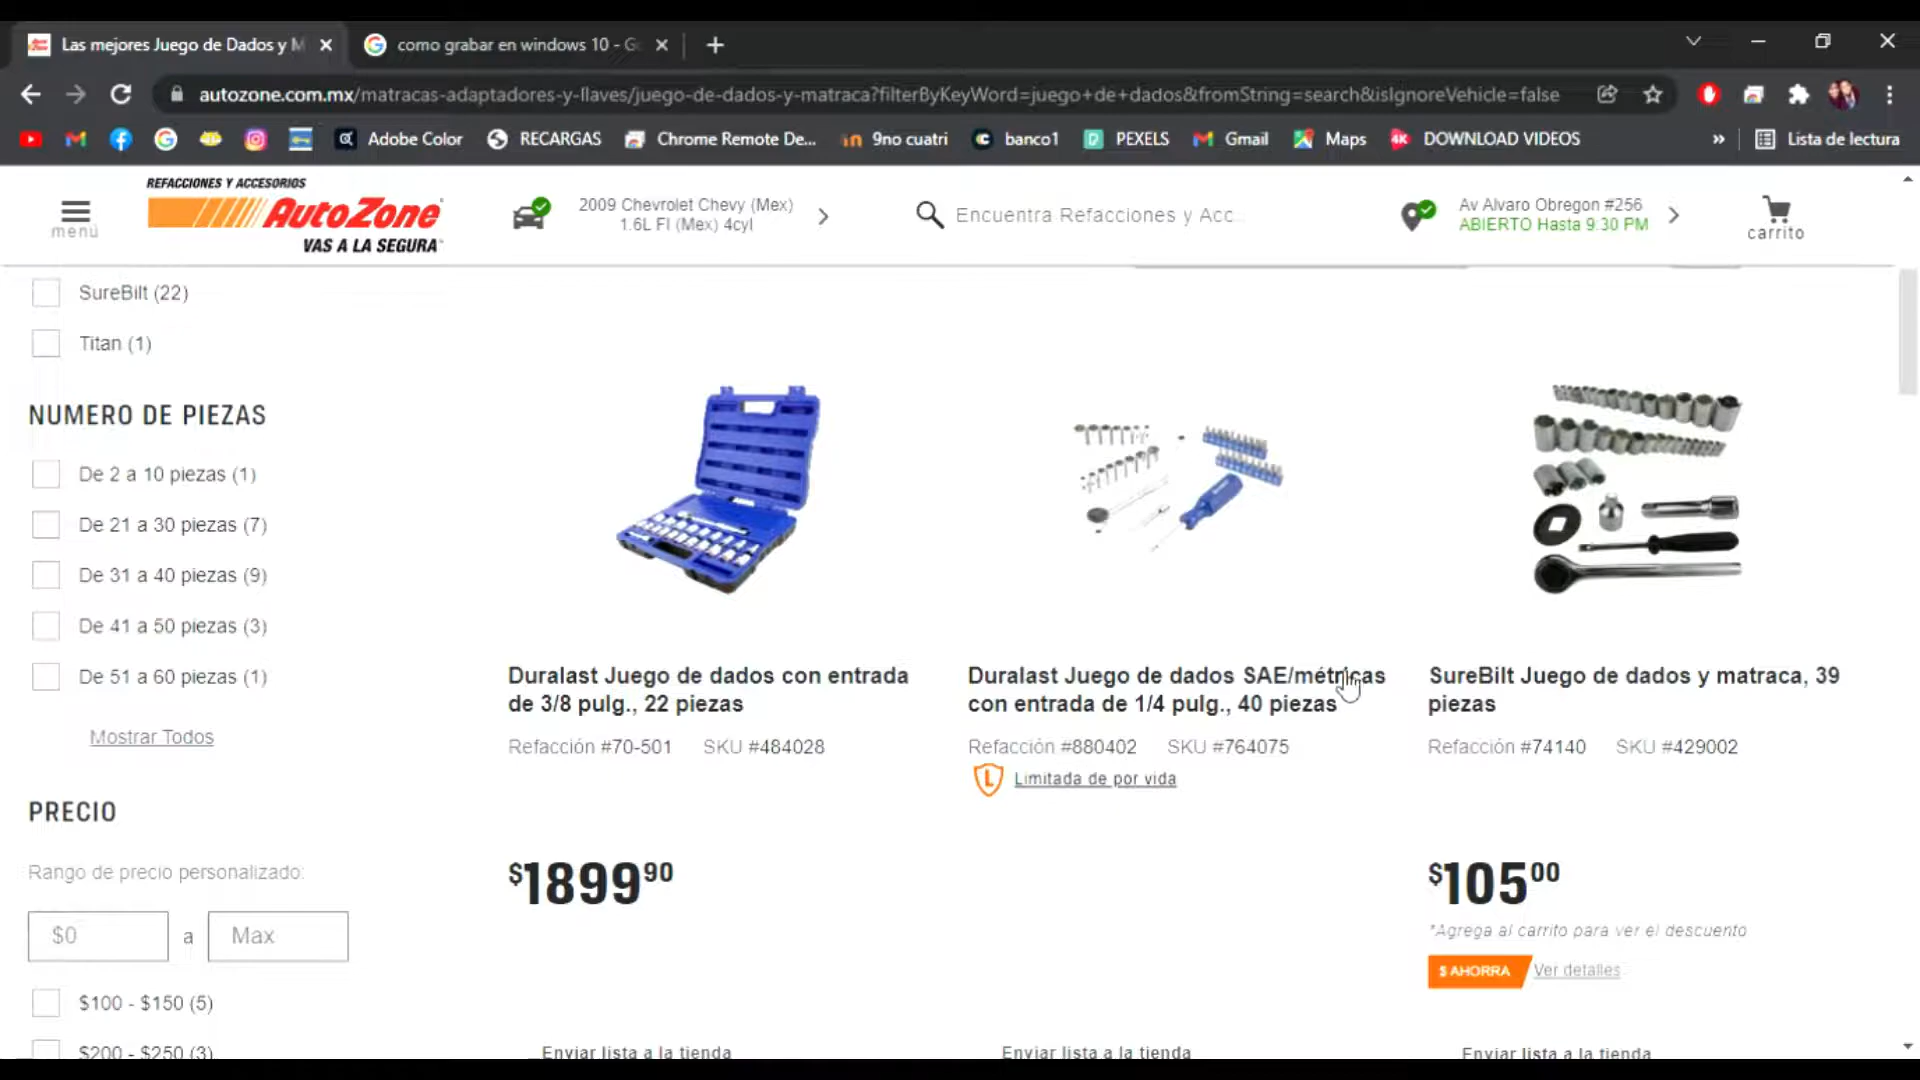 Las mejores Juego de Dados y M
como grabar en windows 10 - G
autozone.com.mx/matracas-adaptadores-y-llaves/juego-de-dados-y-matraca?filterByKeyWord=juego+de+dados&fromString=search&isIgnoreVehicle=false
Adobe Color
RECARGAS
Chrome Remote De...
9no cuatri
banco1
PEXELS
Gmail
Maps
DOWNLOAD VIDEOS
»
Lista de lectura
menú
REFACCIONES Y ACCESORIOS
AutoZone
VAS A LA SEGURA
2009 Chevrolet Chevy (Mex)
1.6L FI (Mex) 4cyl
Encuentra Refacciones y Acc...
Av Alvaro Obregon #256
ABIERTO Hasta 9:30 PM
carrito
SureBilt (22)
Titan (1)
NUMERO DE PIEZAS
De 2 a 10 piezas (1)
De 21 a 30 piezas (7)
De 31 a 40 piezas (9)
De 41 a 50 piezas (3)
De 51 a 60 piezas (1)
Mostrar Todos
PRECIO
Rango de precio personalizado:
$0 a Max
$100 - $150 (5)
$200 - $250 (3)
Duralast Juego de dados con entrada
de 3/8 pulg., 22 piezas
Refacción #70-501 SKU #484028
$1899 90
Enviar lista a la tienda
Duralast Juego de dados SAE/métricas
con entrada de 1/4 pulg., 40 piezas
Refacción #880402 SKU #764075
L Limitada de por vida
Enviar lista a la tienda
SureBilt Juego de dados y matraca, 39
piezas
Refacción #74140 SKU #429002
$105 00
*Agrega al carrito para ver el descuento
$ AHORRA Ver detalles
Enviar lista a la tienda